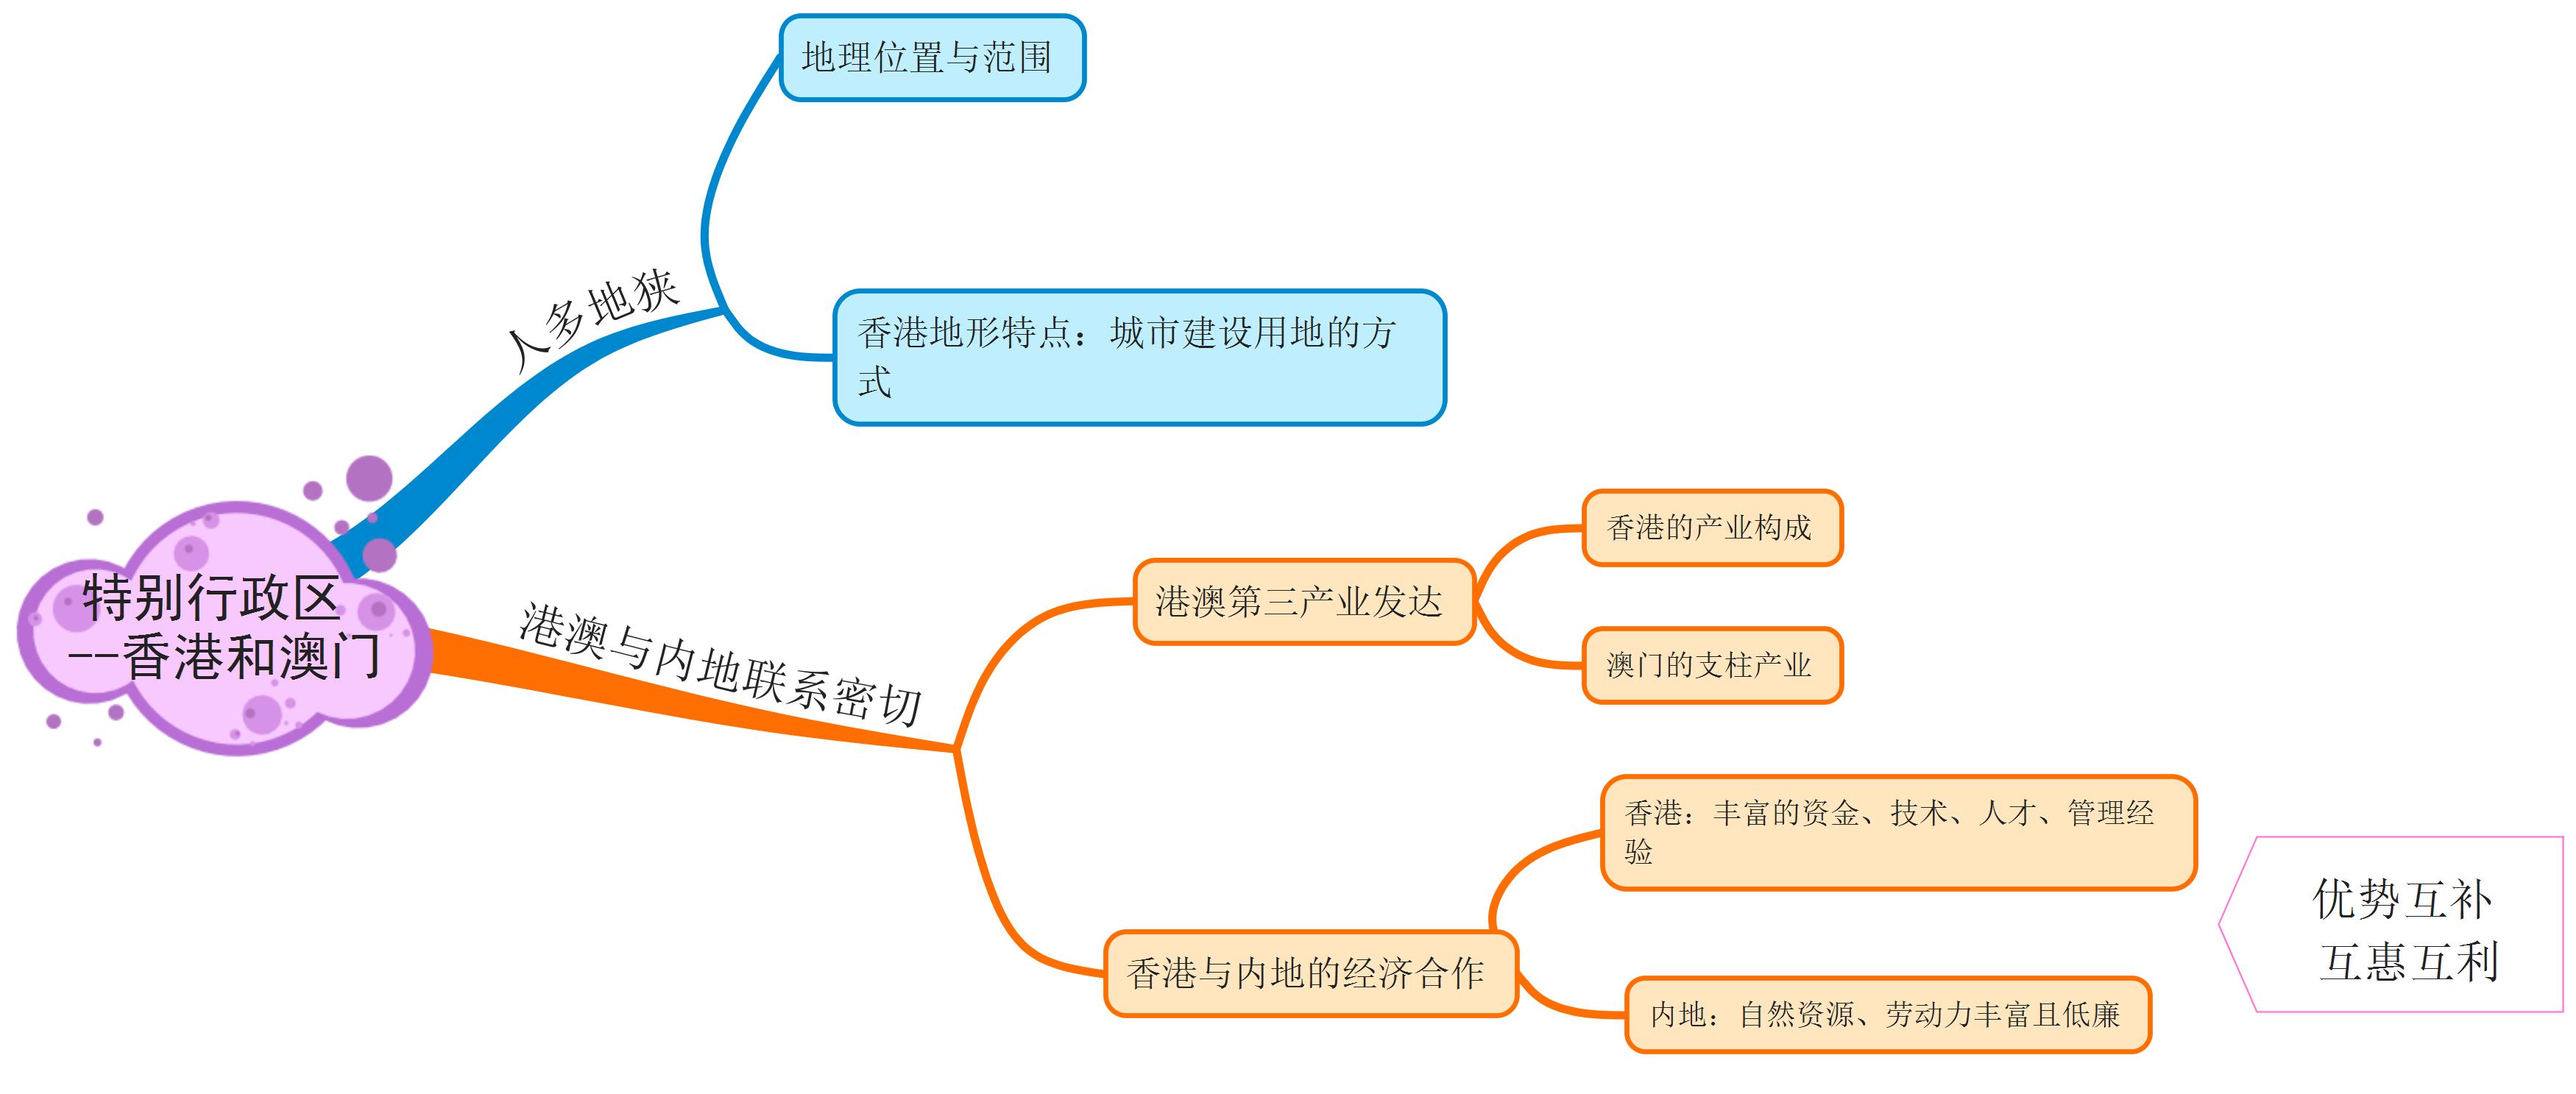 特别行政区
--香港和澳门
人多地狭
地理位置与范围
香港地形特点：城市建设用地的方
式
港澳与内地联系密切
港澳第三产业发达
香港的产业构成
澳门的支柱产业
香港与内地的经济合作
香港：丰富的资金、技术、人才、管理经
验
内地：自然资源、劳动力丰富且低廉
优势互补
互惠互利